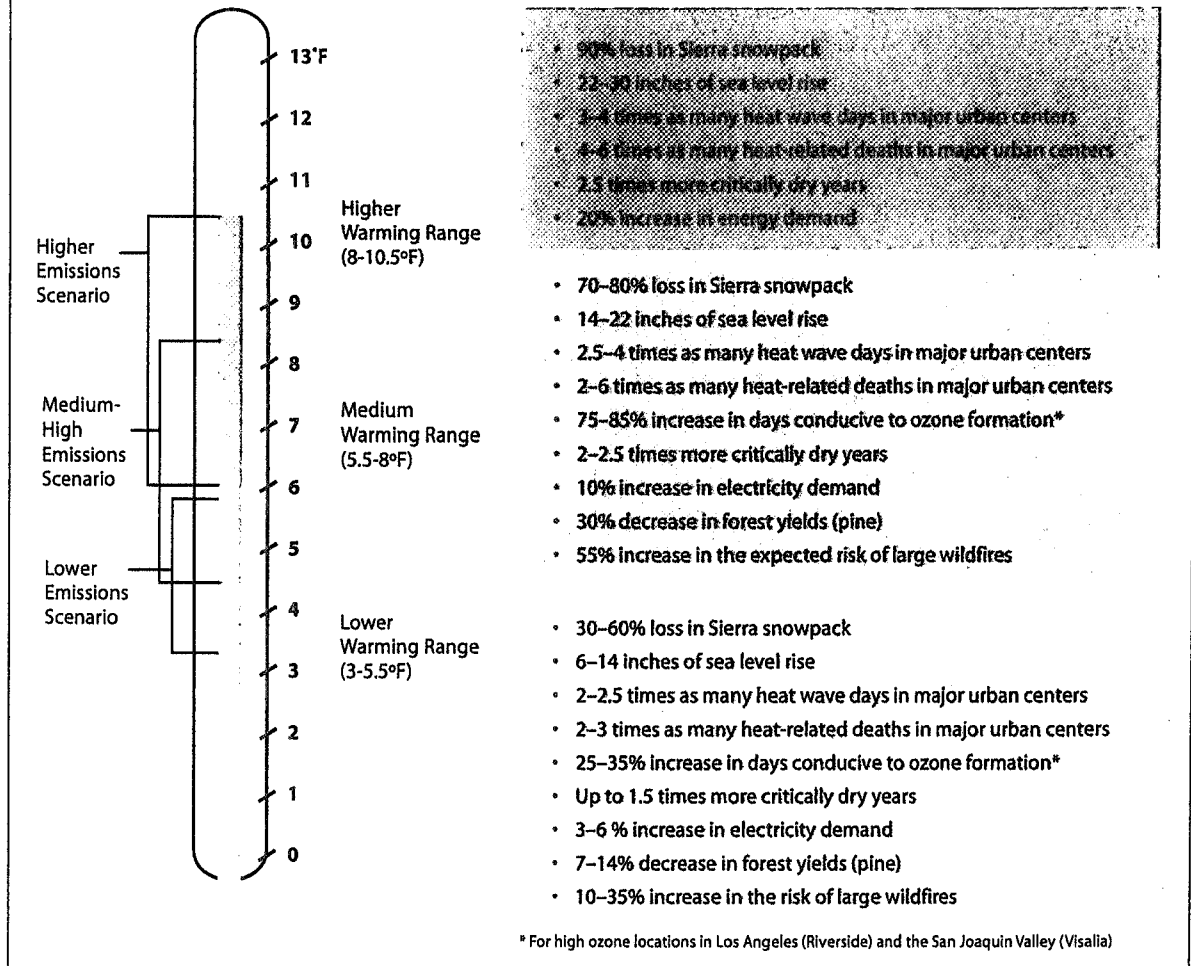 13°F
12
11
10
9
8
7
6
5
4
3
2
1
0
Higher
Emissions
Scenario
Medium-
High
Emissions
Scenario
Lower
Emissions
Scenario
Higher
Warming Range
(8-10.5ºF)
Medium
Warming Range
(5.5-8ºF)
Lower
Warming Range
(3-5.5ºF)
• 90% loss in Sierra snowpack
• 22–30 inches of sea level rise
• 3–4 times as many heat wave days in major urban centers
• 4–6 times as many heat-related deaths in major urban centers
• 2.5 times more critically dry years
• 20% increase in energy demand
• 70–80% loss in Sierra snowpack
• 14–22 inches of sea level rise
• 2.5–4 times as many heat wave days in major urban centers
• 2–6 times as many heat-related deaths in major urban centers
• 75–85% increase in days conducive to ozone formation*
• 2–2.5 times more critically dry years
• 10% increase in electricity demand
• 30% decrease in forest yields (pine)
• 55% increase in the expected risk of large wildfires
• 30–60% loss in Sierra snowpack
• 6–14 inches of sea level rise
• 2–2.5 times as many heat wave days in major urban centers
• 2–3 times as many heat-related deaths in major urban centers
• 25–35% increase in days conducive to ozone formation*
• Up to 1.5 times more critically dry years
• 3–6 % increase in electricity demand
• 7–14% decrease in forest yields (pine)
• 10–35% increase in the risk of large wildfires
* For high ozone locations in Los Angeles (Riverside) and the San Joaquin Valley (Visalia)